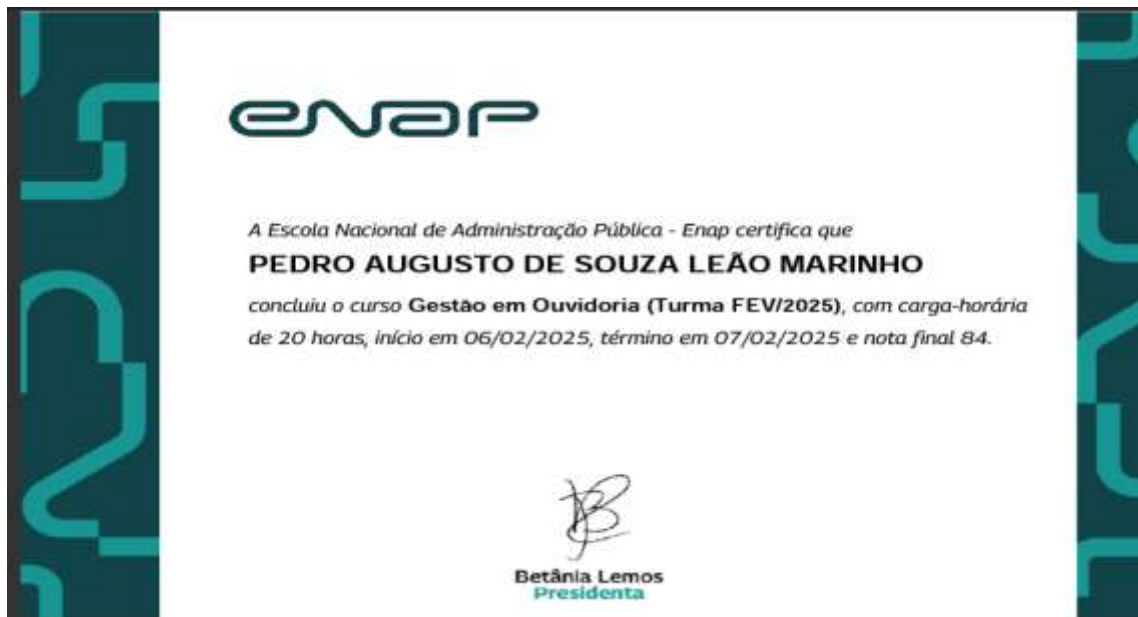 enap
A Escola Nacional de Administração Pública - Enap certifica que
PEDRO AUGUSTO DE SOUZA LEÃO MARINHO
concluiu o curso Gestão em Ouvidoria (Turma FEV/2025), com carga-horária
de 20 horas, início em 06/02/2025, término em 07/02/2025 e nota final 84.
Betânia Lemos
Presidenta